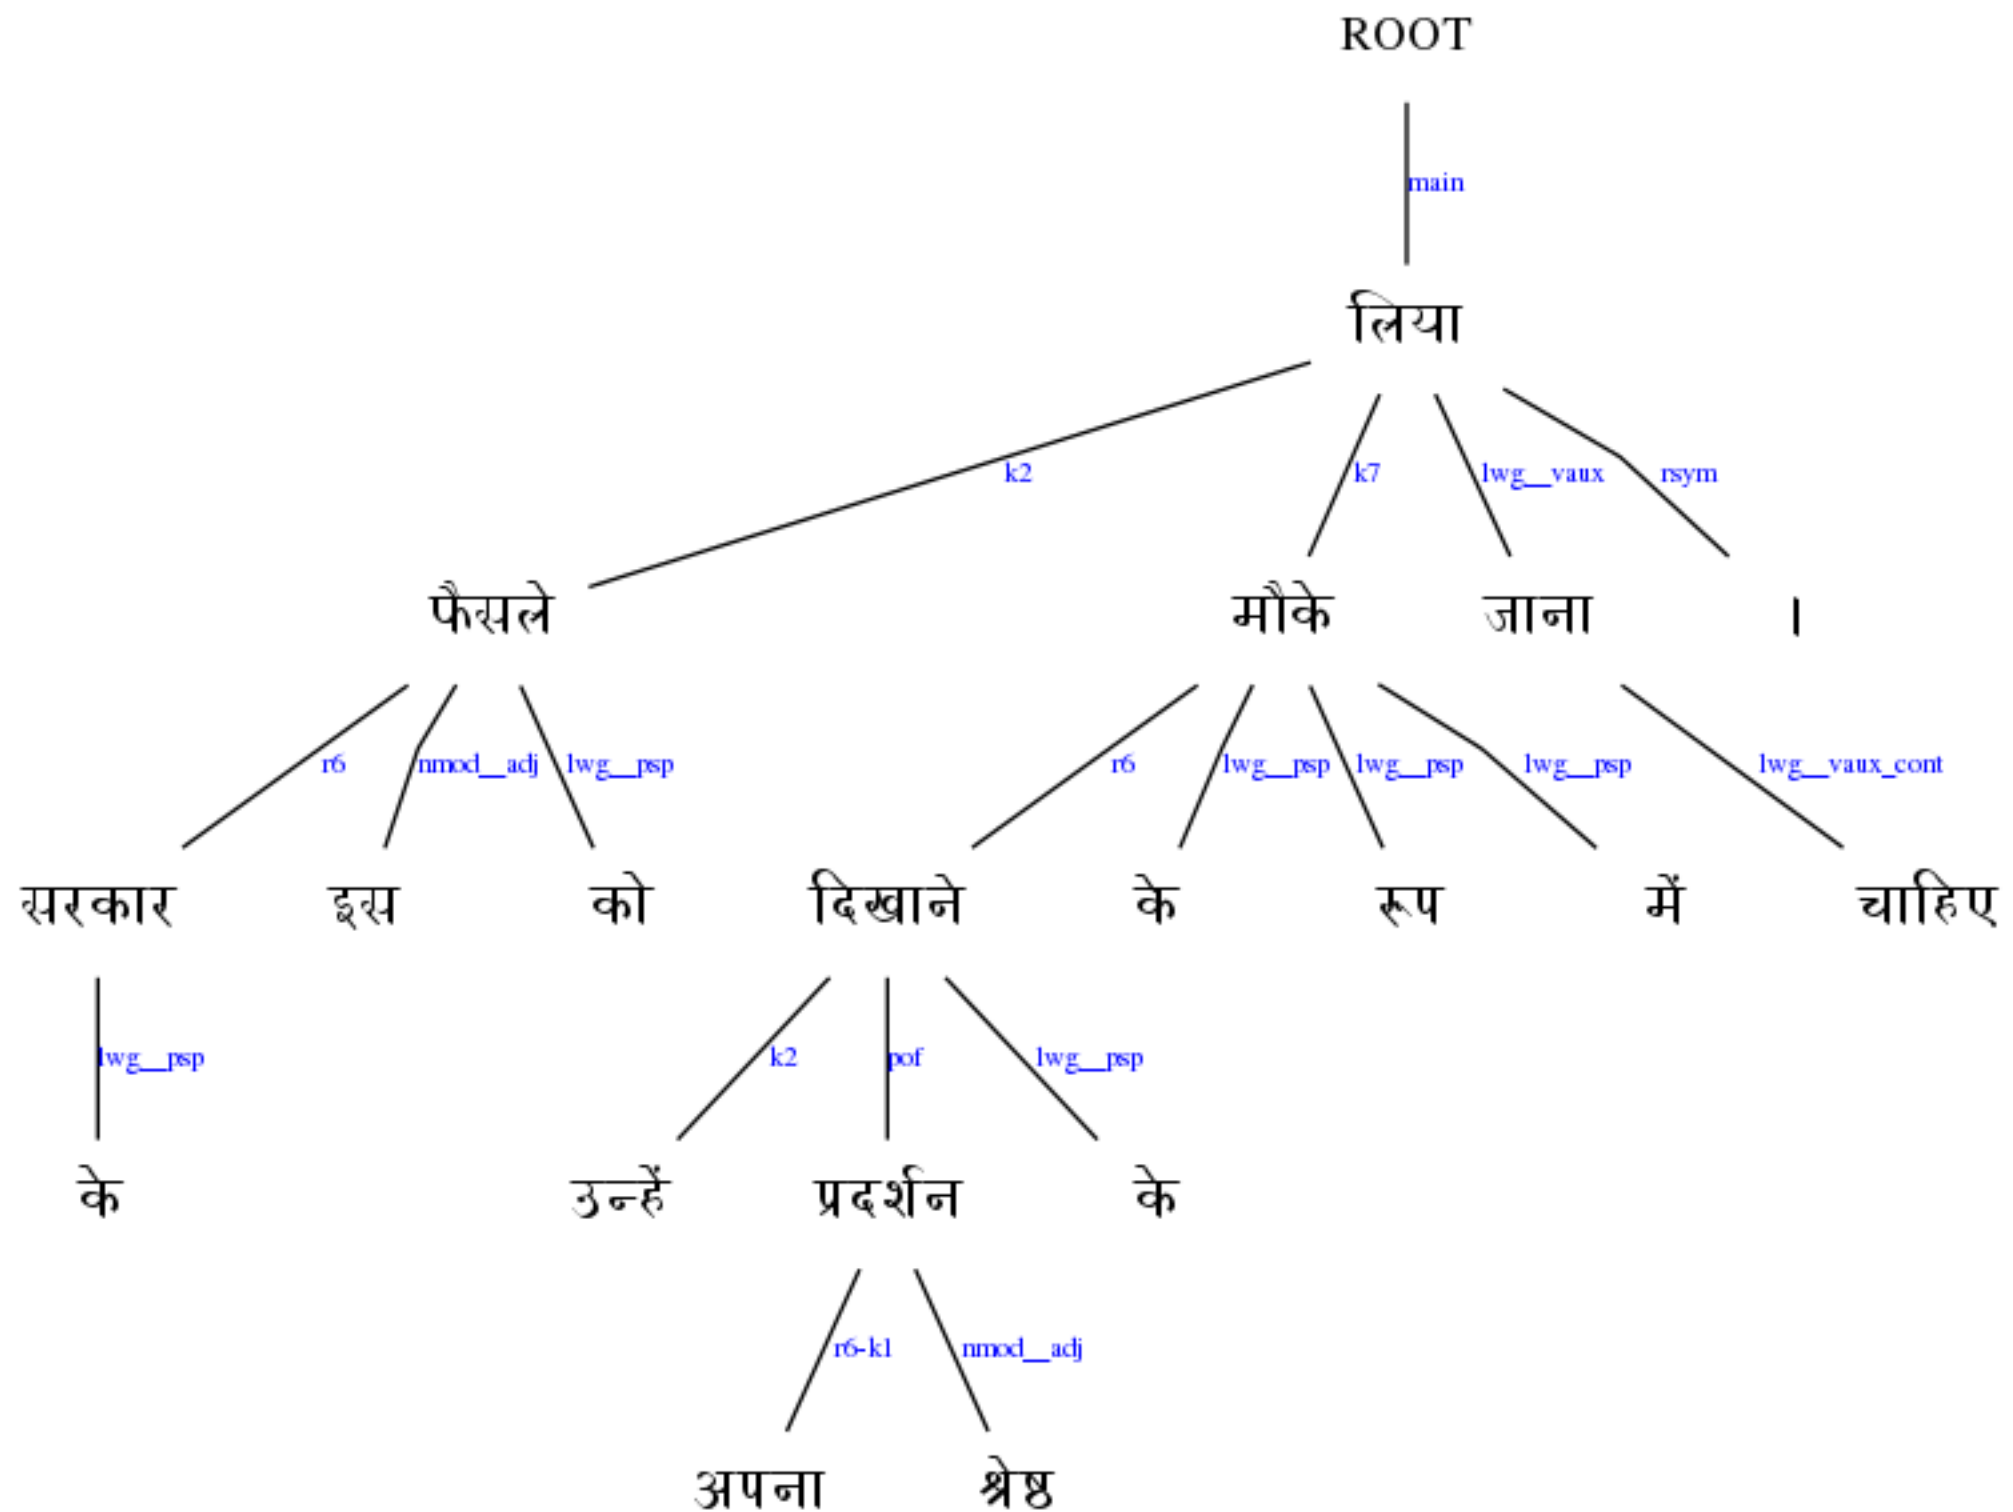 ROOT
main
लिया
k2 k7 lwg__vaux rsym
फैसले मौके जाना ।
r6 nmod__adj lwg__psp r6 lwg__psp lwg__psp lwg__psp lwg__vaux_cont
सरकार इस को दिखाने के रूप में चाहिए
lwg__psp k2 pof lwg__psp
के उन्हें प्रदर्शन के
r6-k1 nmod__adj
अपना श्रेष्ठ